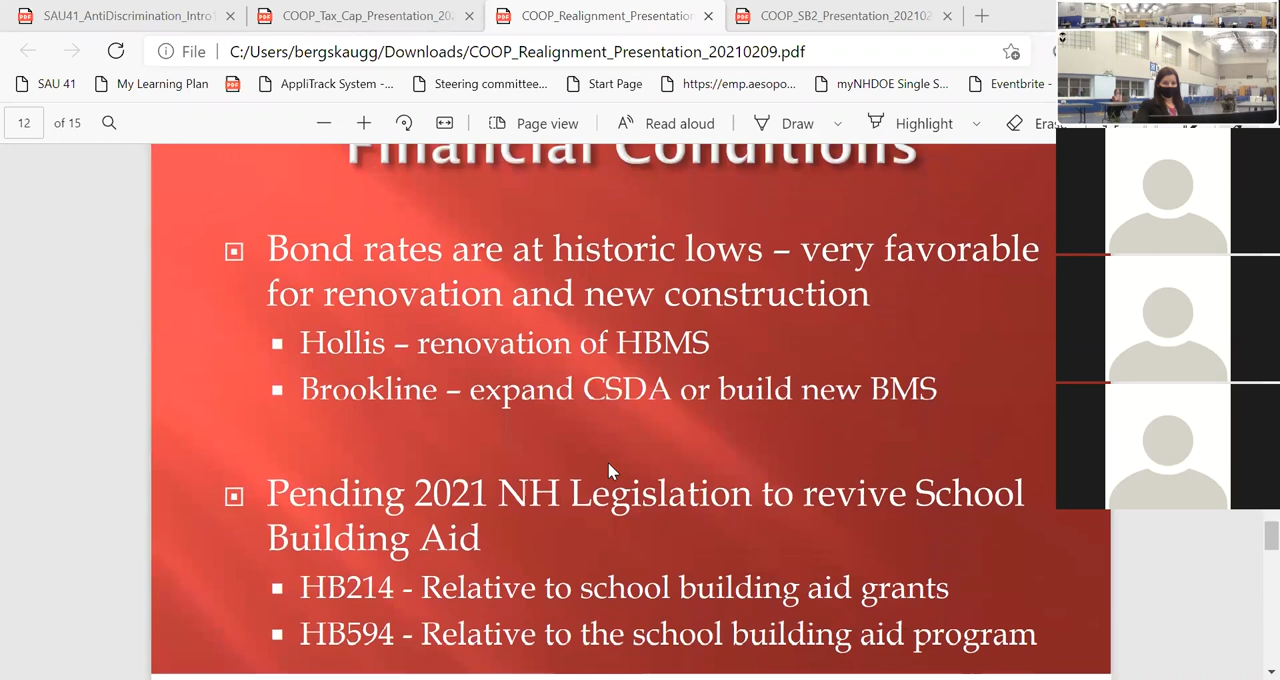 SAU41_AntiDiscrimination_Intro
COOP_Tax_Cap_Presentation_20
COOP_Realignment_Presentation
COOP_SB2_Presentation_202102
File
C:/Users/bergskaugg/Downloads/COOP_Realignment_Presentation_20210209.pdf
SAU 41
My Learning Plan
AppliTrack System -...
Steering committee...
Start Page
https://emp.aesopo...
myNHDOE Single S...
Eventbrite -
12 of 15
Page view
Read aloud
Draw
Highlight
Eras
Financial Conditions
Bond rates are at historic lows – very favorable
for renovation and new construction
Hollis – renovation of HBMS
Brookline – expand CSDA or build new BMS
Pending 2021 NH Legislation to revive School
Building Aid
HB214 - Relative to school building aid grants
HB594 - Relative to the school building aid program